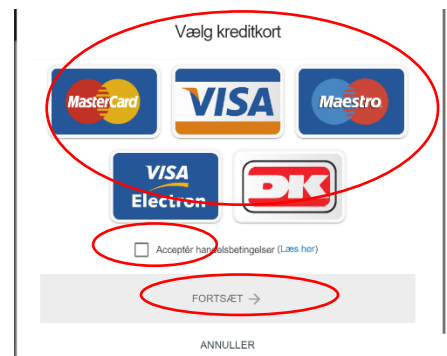 Vælg kreditkort
MasterCard VISA Maestro
VISA Electron DK
Acceptér handelsbetingelser (Læs her)
FORTSÆT →
ANNULLER